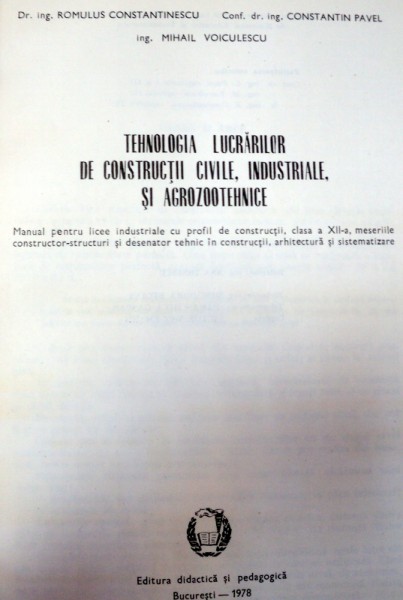 Dr. ing. ROMULUS CONSTANTINESCU Conf. dr. ing. CONSTANTIN PAVEL
ing. MIHAIL VOICULESCU
TEHNOLOGIA LUCRĂRILOR
DE CONSTRUCȚII CIVILE, INDUSTRIALE,
ȘI AGROZOOTEHNICE
Manual pentru licee industriale cu profil de construcții, clasa a XII-a, meseriile
constructor-structuri și desenator tehnic în construcții, arhitectură și sistematizare
Editura didactică și pedagogică
București — 1978